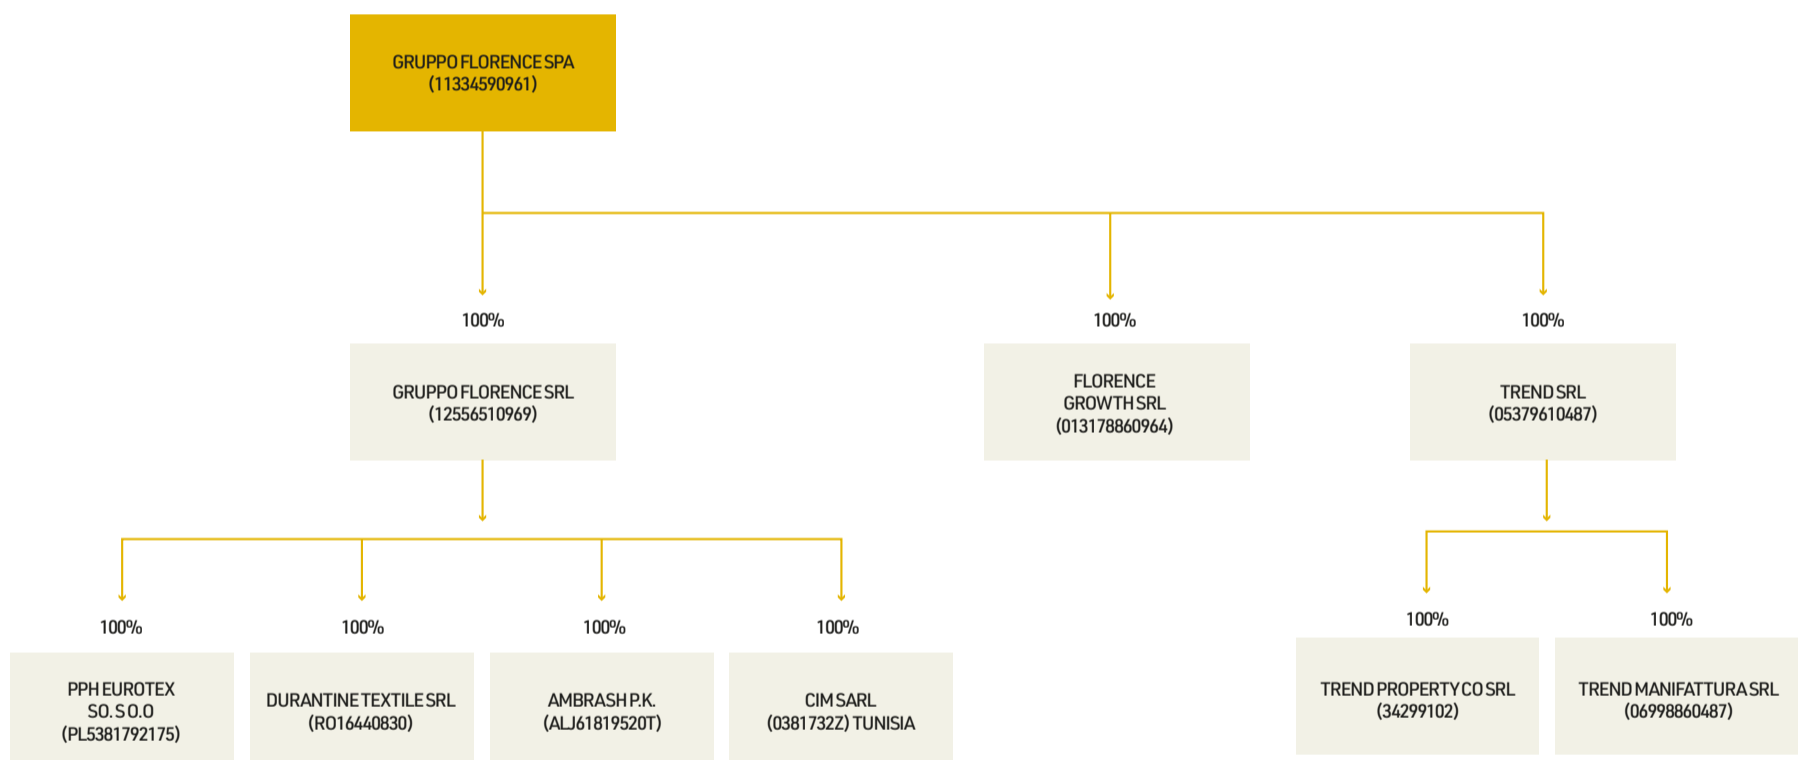 GRUPPO FLORENCE SPA
(11334590961)
100%
100%
100%
GRUPPO FLORENCE SRL
(12556510969)
FLORENCE
GROWTH SRL
(013178860964)
TREND SRL
(05379610487)
100%
100%
100%
100%
100%
100%
PPH EUROTEX
SO. S O.O
(PL5381792175)
DURANTINE TEXTILE SRL
(RO16440830)
AMBRASH P.K.
(ALJ61819520T)
CIM SARL
(0381732Z) TUNISIA
TREND PROPERTY CO SRL
(34299102)
TREND MANIFATTURA SRL
(06998860487)